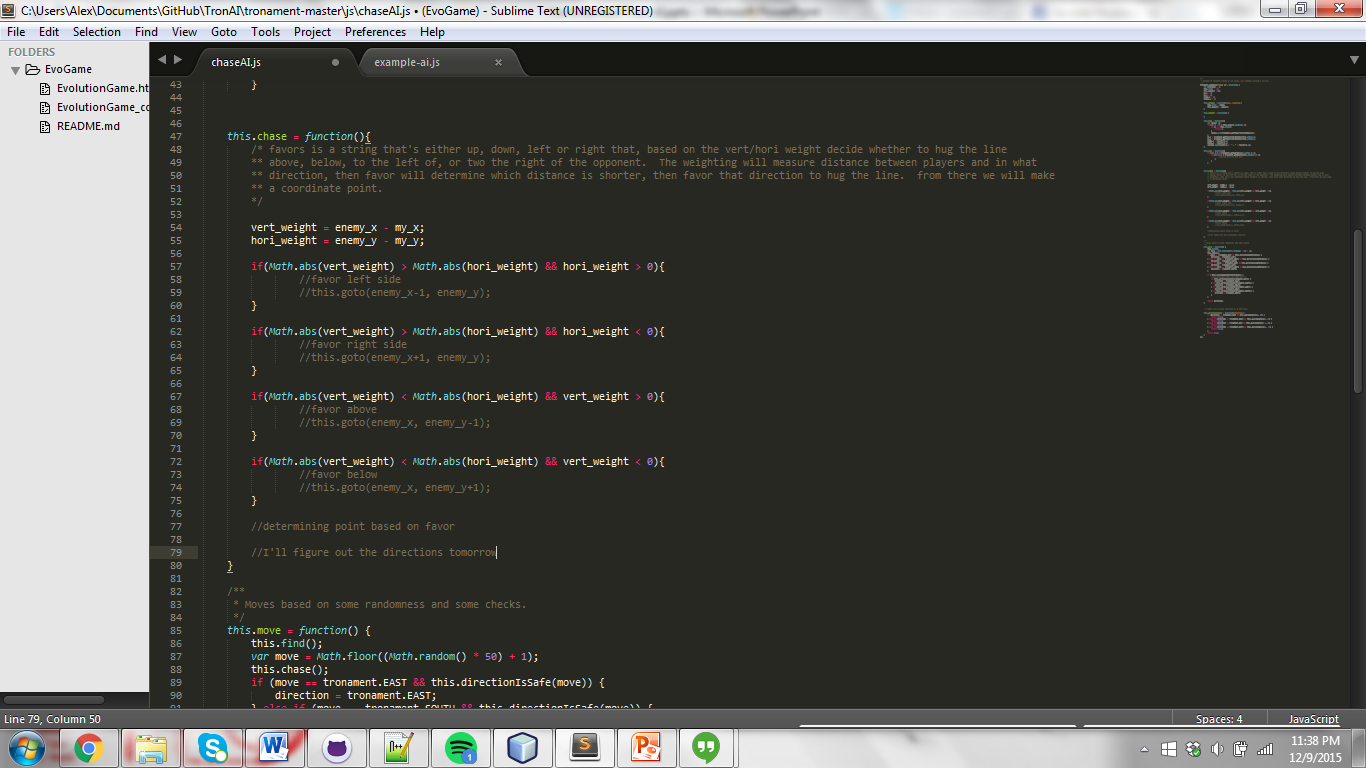 C:\Users\Alex\Documents\GitHub\TronAI\tronament-master\js\chaseAI.js • (EvoGame) - Sublime Text (UNREGISTERED)
File Edit Selection Find View Goto Tools Project Preferences Help
FOLDERS
EvoGame
EvolutionGame.ht
EvolutionGame_cc
README.md
chaseAI.js
example-ai.js
43 }
44
45
46
47 this.chase = function(){
48 /* favors is a string that's either up, down, left or right that, based on the vert/hori weight decide whether to hug the line
49 ** above, below, to the left of, or two the right of the opponent.  The weighting will measure distance between players and in what
50 ** direction, then favor will determine which distance is shorter, then favor that direction to hug the line.  from there we will make
51 ** a coordinate point.
52 */
53
54 vert_weight = enemy_x - my_x;
55 hori_weight = enemy_y - my_y;
56
57 if(Math.abs(vert_weight) > Math.abs(hori_weight) && hori_weight > 0){
58 //favor left side
59 //this.goto(enemy_x-1, enemy_y);
60 }
61
62 if(Math.abs(vert_weight) > Math.abs(hori_weight) && hori_weight < 0){
63 //favor right side
64 //this.goto(enemy_x+1, enemy_y);
65 }
66
67 if(Math.abs(vert_weight) < Math.abs(hori_weight) && vert_weight > 0){
68 //favor above
69 //this.goto(enemy_x, enemy_y-1);
70 }
71
72 if(Math.abs(vert_weight) < Math.abs(hori_weight) && vert_weight < 0){
73 //favor below
74 //this.goto(enemy_x, enemy_y+1);
75 }
76
77 //determining point based on favor
78
79 //I'll figure out the directions tomorrow
80 }
81
82 /**
83 * Moves based on some randomness and some checks.
84 */
85 this.move = function() {
86 this.find();
87 var move = Math.floor((Math.random() * 50) + 1);
88 this.chase();
89 if (move == tronament.EAST && this.directionIsSafe(move)) {
90 direction = tronament.EAST;
91 } else if (move == tronament.SOUTH && this.directionIsSafe(move)) {
Line 79, Column 50
Spaces: 4
JavaScript
11:38 PM
12/9/2015